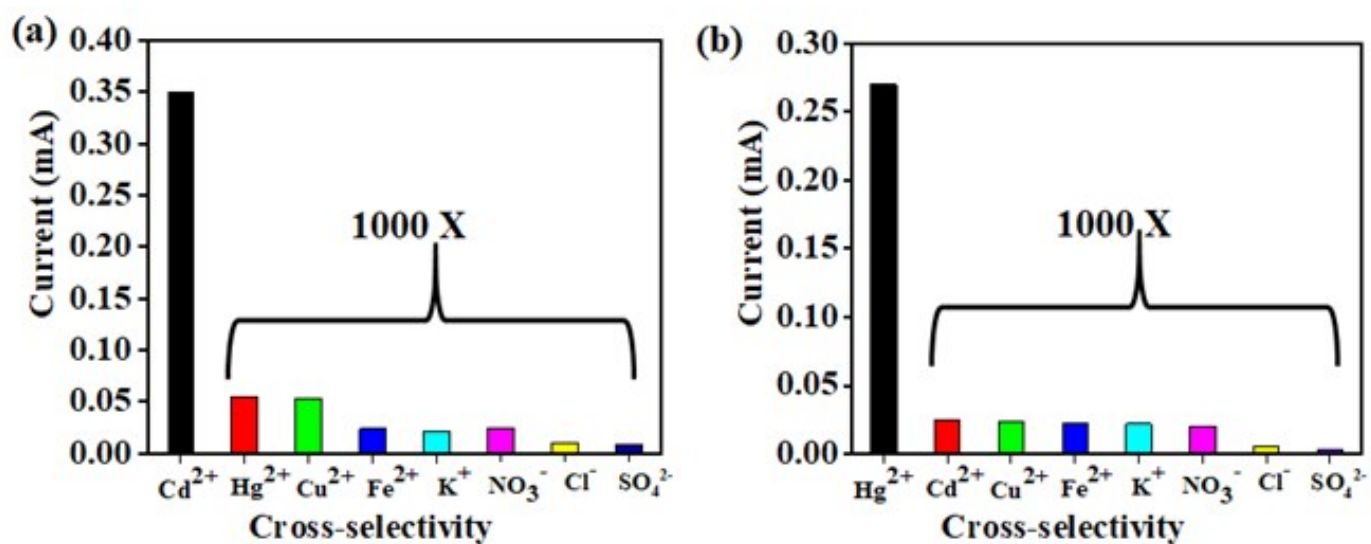 (a)
0.40
0.35
0.30
0.25
0.20
0.15
0.10
0.05
0.00
Current (mA)
1000 X
Cd²⁺ Hg²⁺ Cu²⁺ Fe²⁺ K⁺ NO₃⁻ Cl⁻ SO₄²⁻
Cross-selectivity
(b)
0.30
0.25
0.20
0.15
0.10
0.05
0.00
Current (mA)
1000 X
Hg²⁺ Cd²⁺ Cu²⁺ Fe²⁺ K⁺ NO₃⁻ Cl⁻ SO₄²⁻
Cross-selectivity